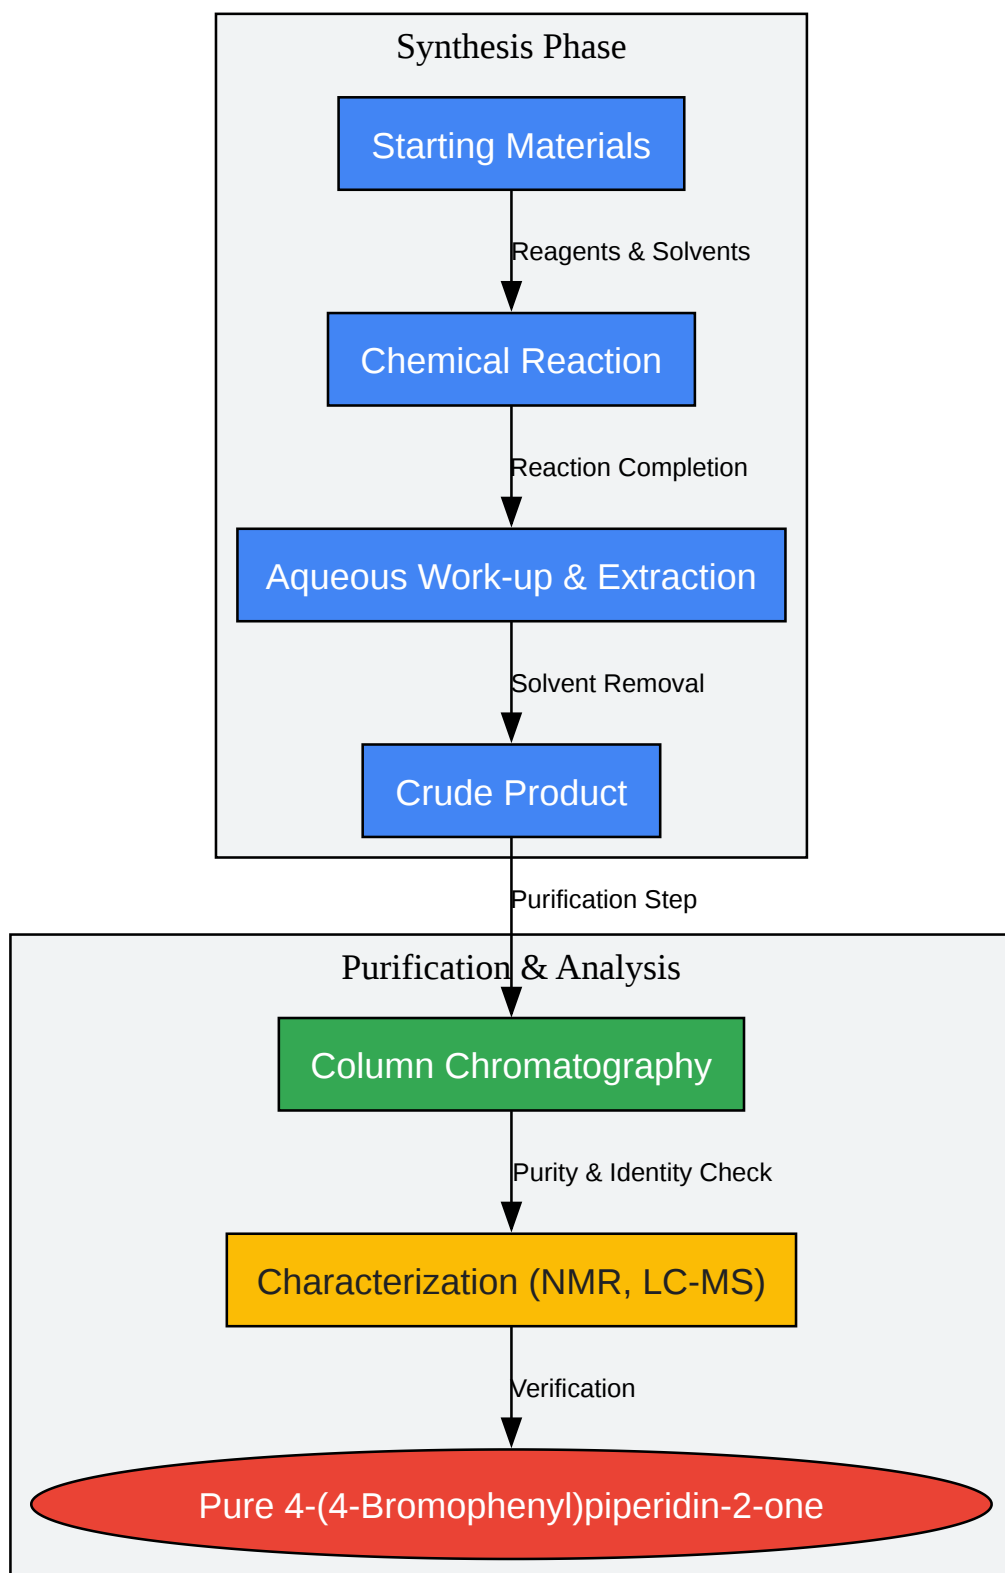 Synthesis Phase
Starting Materials
Reagents & Solvents
Chemical Reaction
Reaction Completion
Aqueous Work-up & Extraction
Solvent Removal
Crude Product
Purification Step
Purification & Analysis
Column Chromatography
Purity & Identity Check
Characterization (NMR, LC-MS)
Verification
Pure 4-(4-Bromophenyl)piperidin-2-one